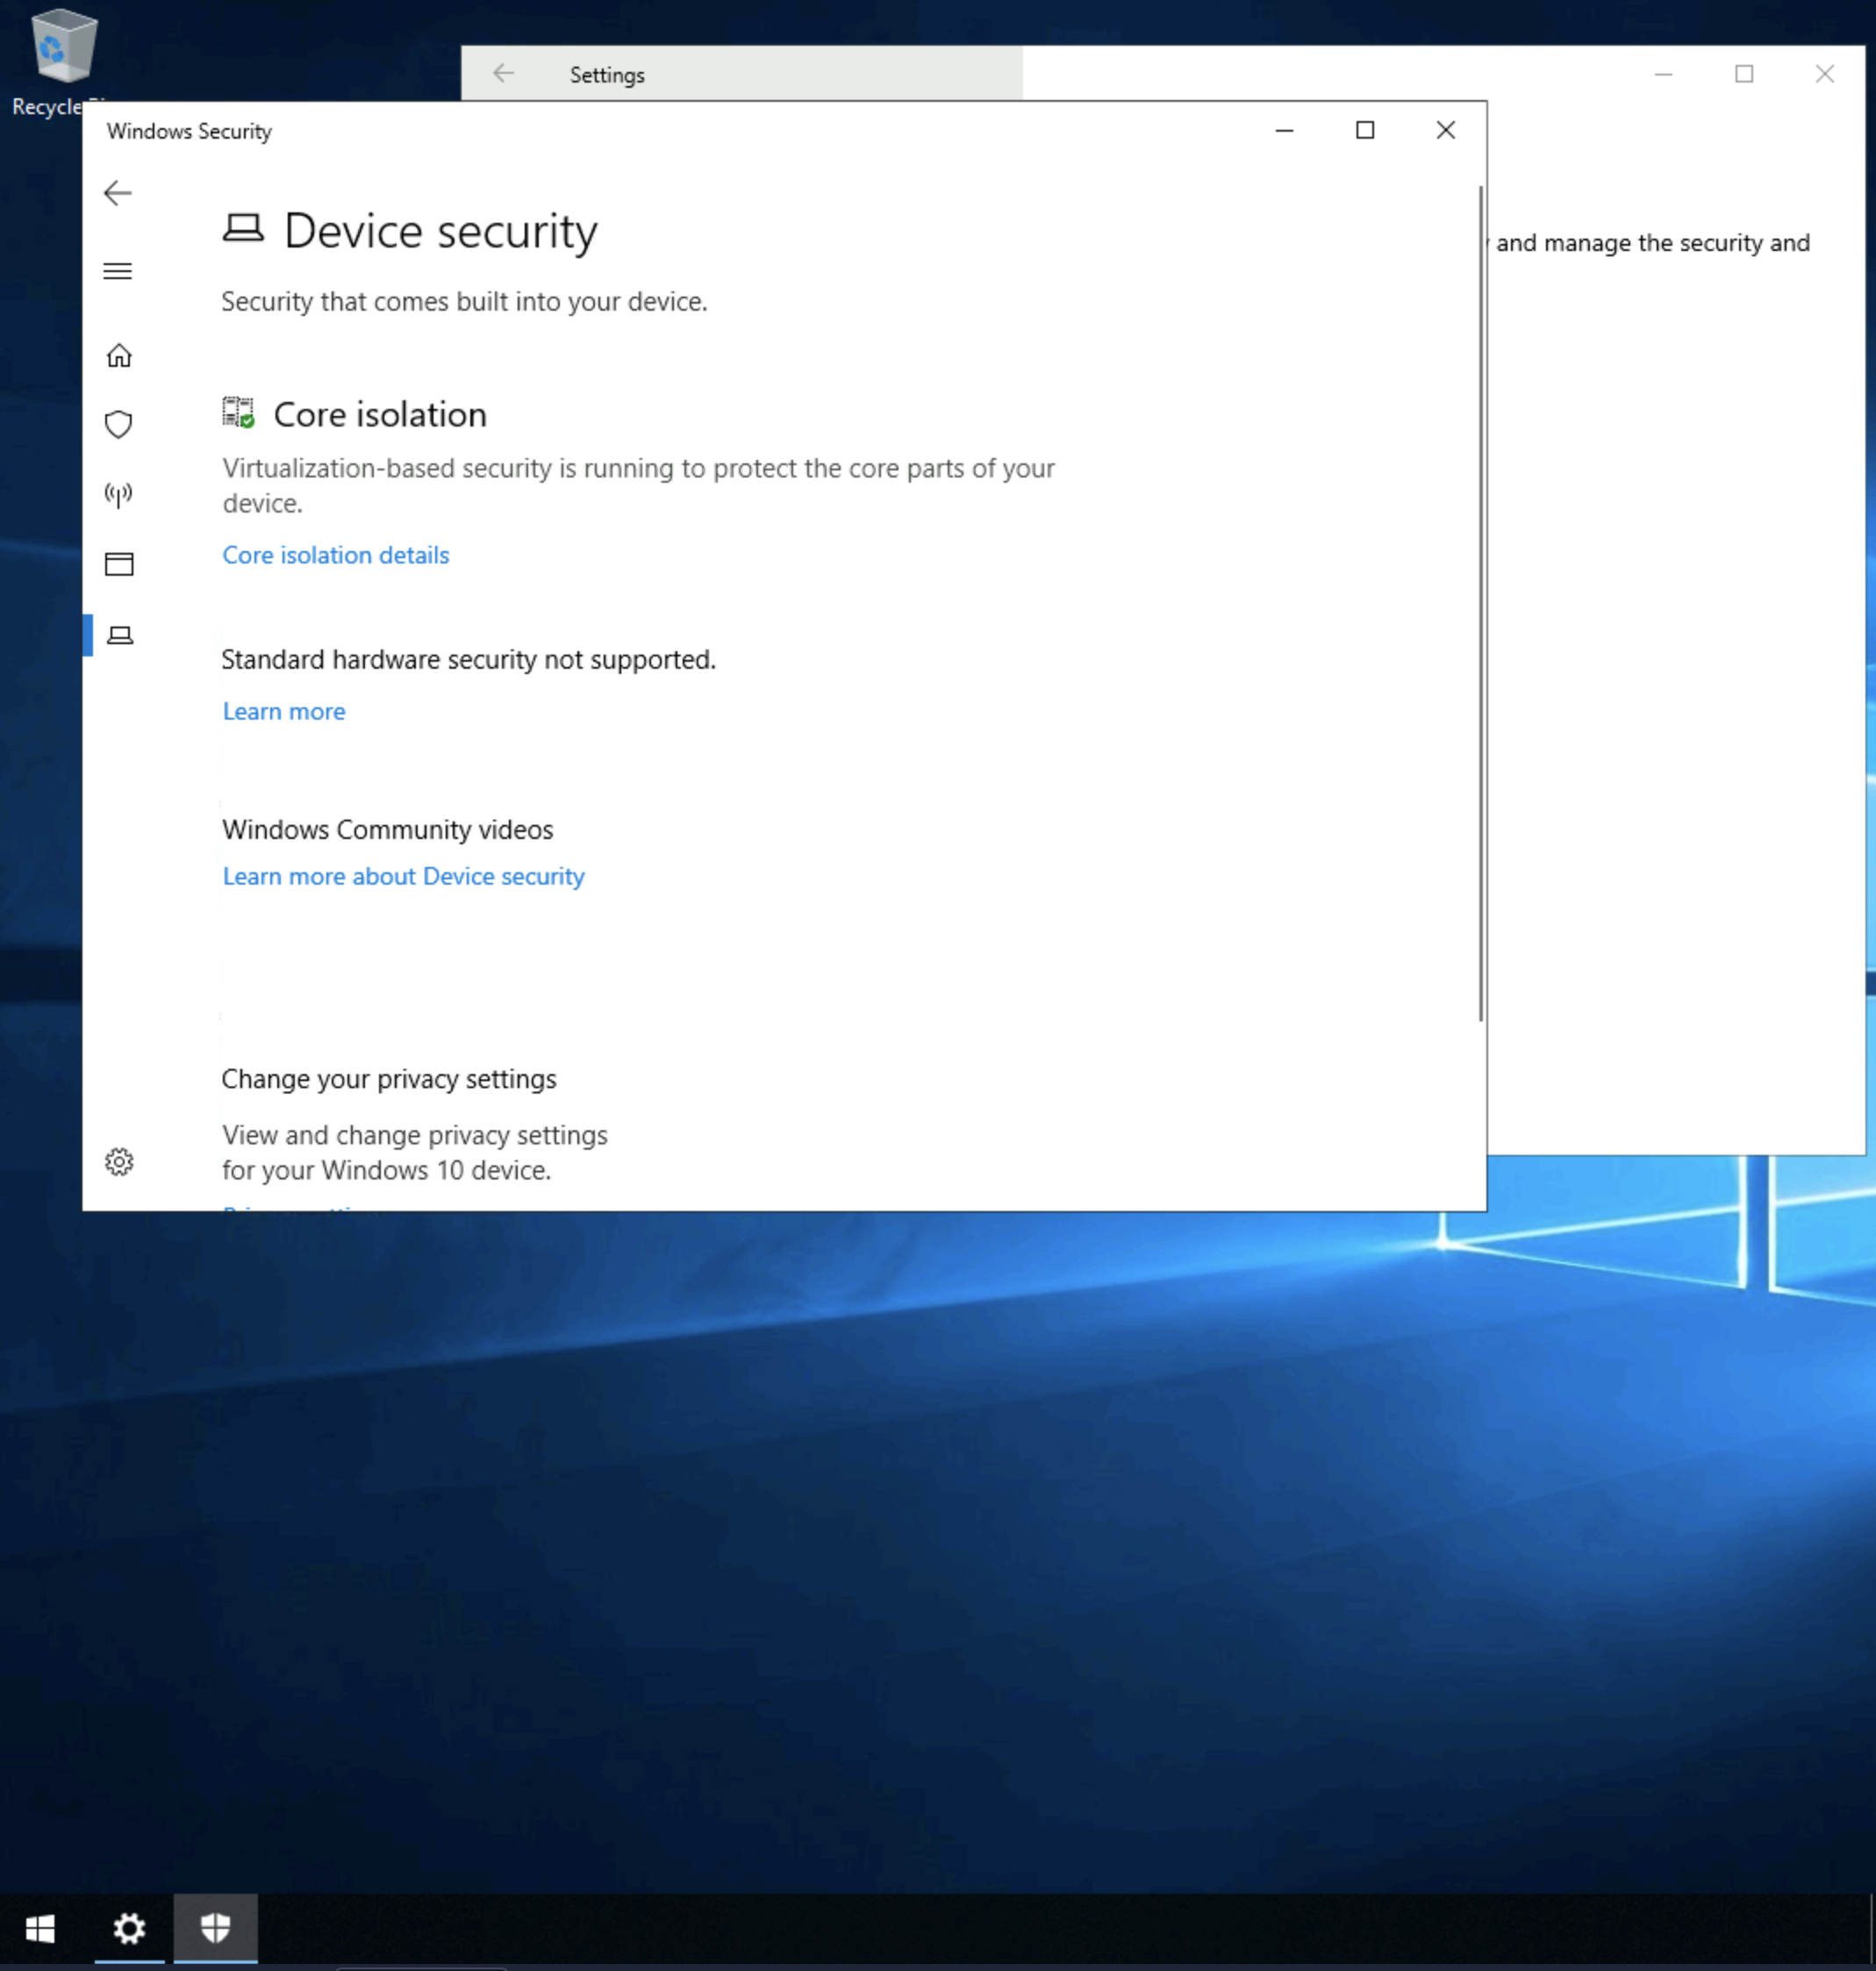 Recycle
Settings
Windows Security
and manage the security and
Device security
Security that comes built into your device.
Core isolation
Virtualization-based security is running to protect the core parts of your
device.
Core isolation details
Standard hardware security not supported.
Learn more
Windows Community videos
Learn more about Device security
Change your privacy settings
View and change privacy settings
for your Windows 10 device.